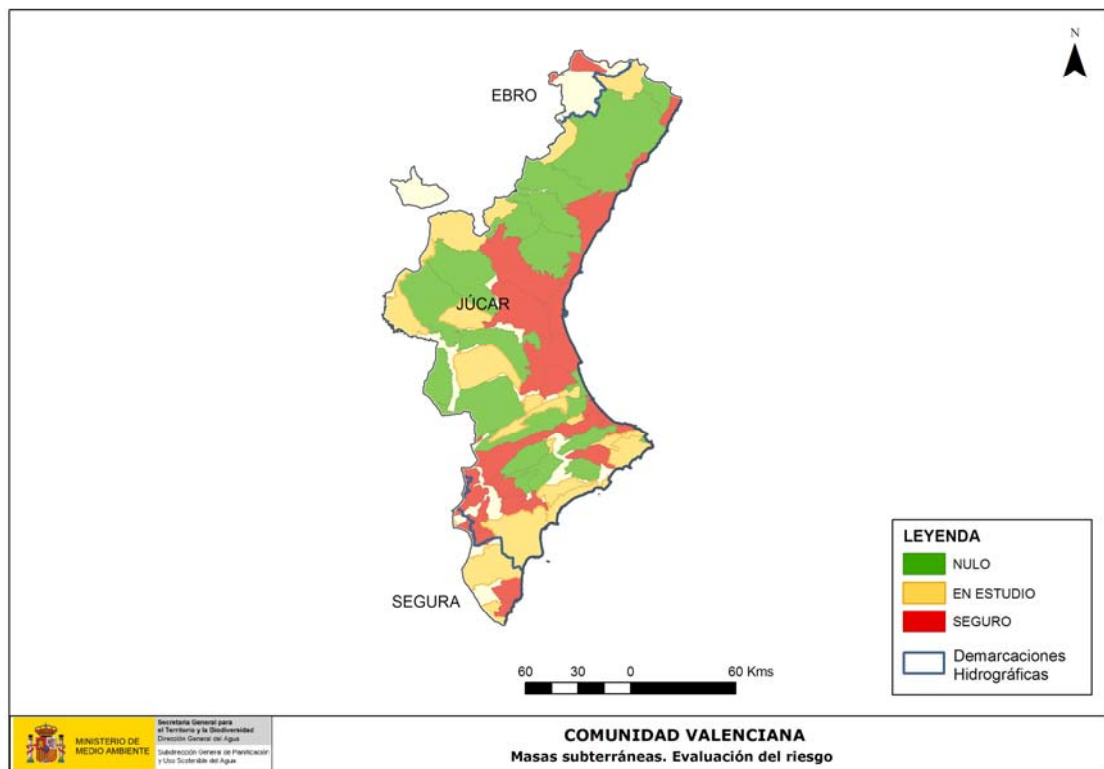 N
EBRO
JÚCAR
SEGURA
LEYENDA
NULO
EN ESTUDIO
SEGURO
Demarcaciones
Hidrográficas
60 30 0 60 Kms
MINISTERIO DE
MEDIO AMBIENTE
Secretaría General para
el Territorio y la Biodiversidad
Dirección General del Agua
Subdirección General de Planificación
y Uso Sostenible del Agua
COMUNIDAD VALENCIANA
Masas subterráneas. Evaluación del riesgo